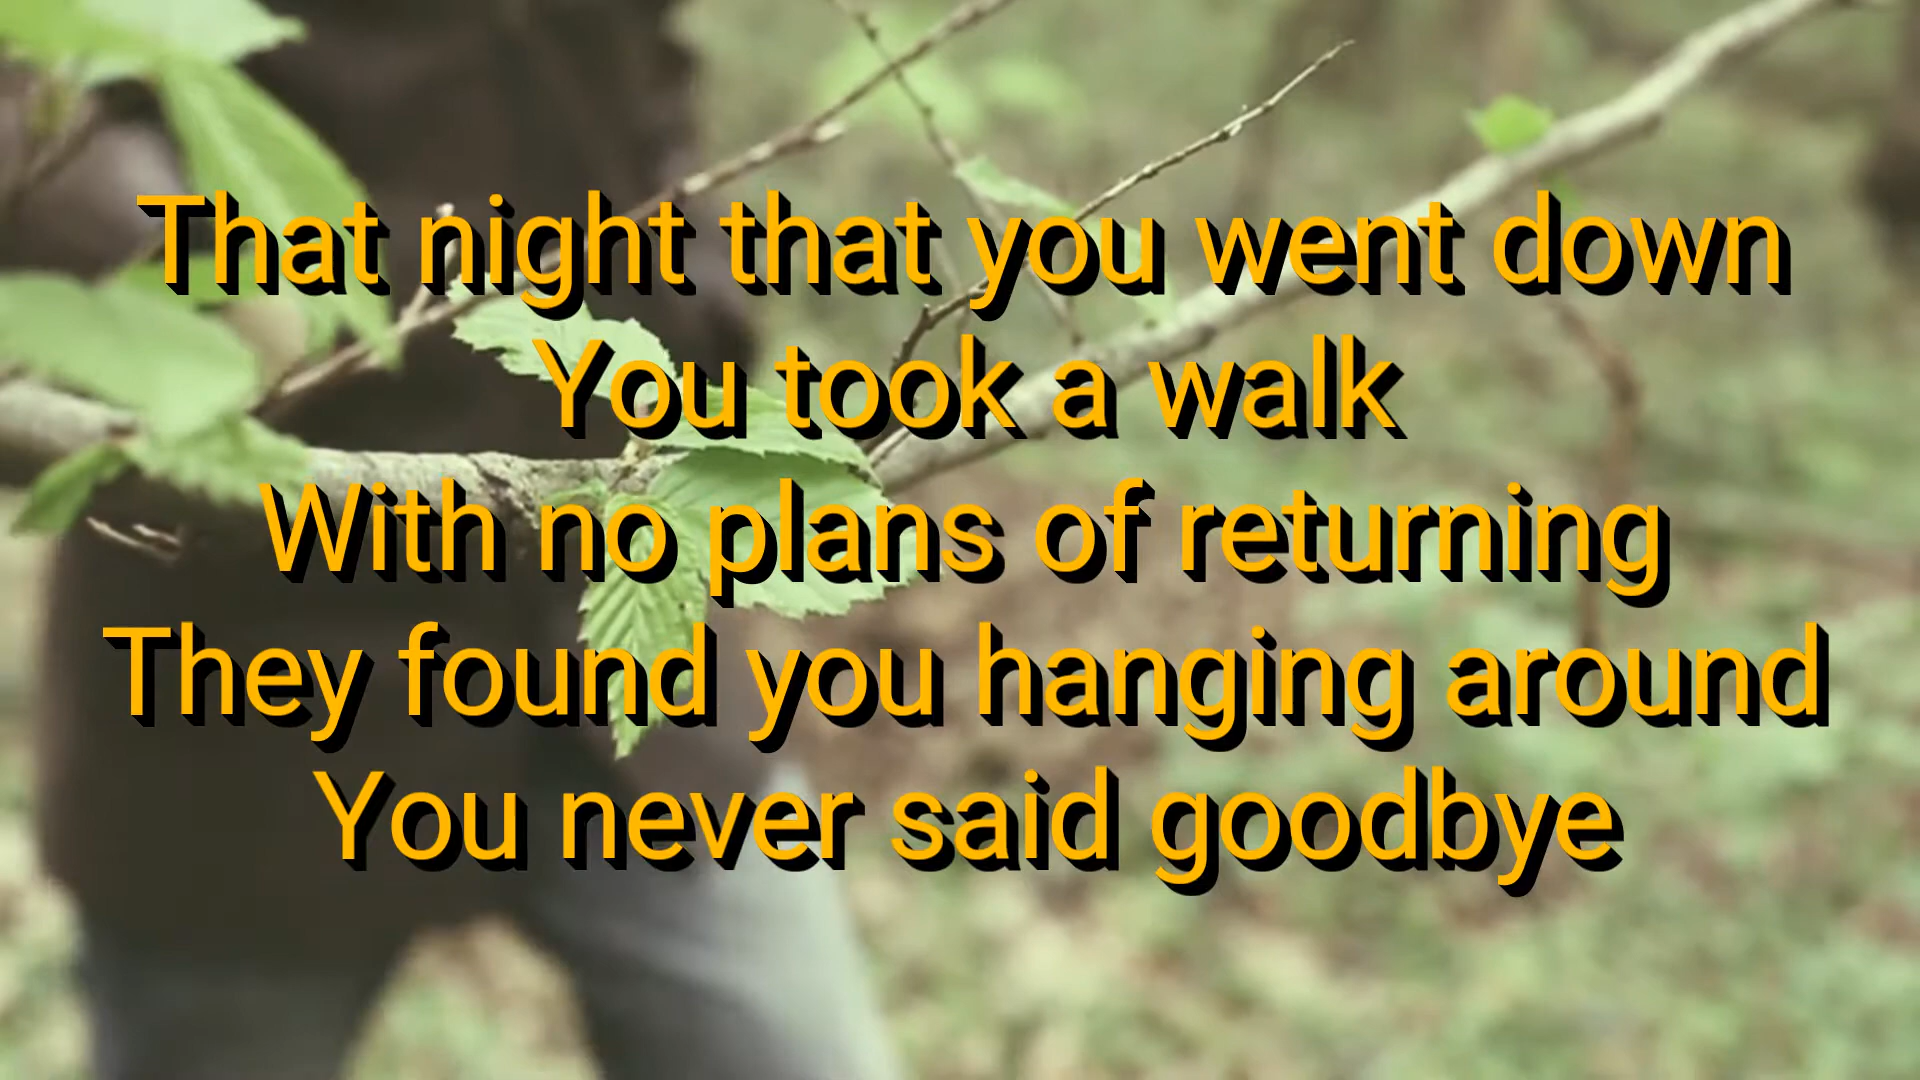 That night that you went down
You took a walk
With no plans of returning
They found you hanging around
You never said goodbye